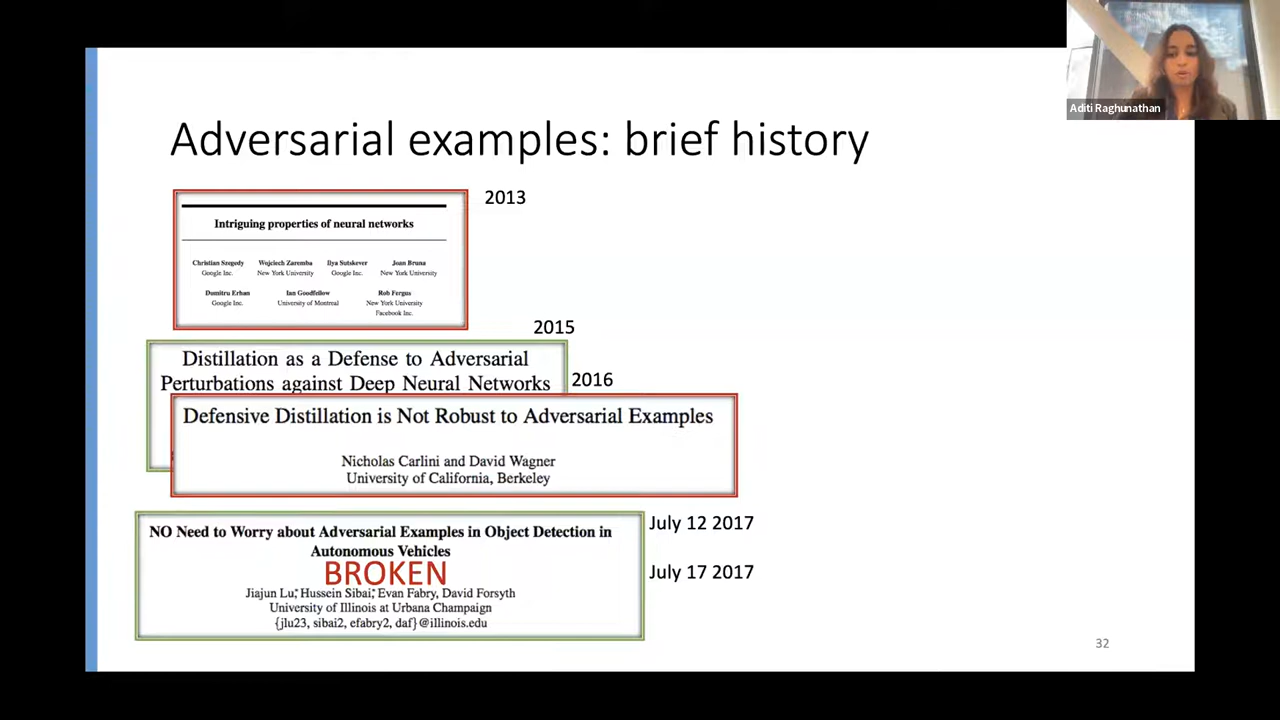 Aditi Raghunathan
Adversarial examples: brief history
2013
Intriguing properties of neural networks
Christian Szegedy Wojciech Zaremba Ilya Sutskever Joan Bruna
Google Inc. New York University Google Inc. New York University
Dumitru Erhan Ian Goodfellow Rob Fergus
Google Inc. University of Montreal New York University
Facebook Inc.
2015
Distillation as a Defense to Adversarial
Perturbations against Deep Neural Networks
2016
Defensive Distillation is Not Robust to Adversarial Examples
Nicholas Carlini and David Wagner
University of California, Berkeley
July 12 2017
NO Need to Worry about Adversarial Examples in Object Detection in
Autonomous Vehicles
BROKEN
July 17 2017
Jiajun Lu*, Hussein Sibai*, Evan Fabry, David Forsyth
University of Illinois at Urbana Champaign
{jlu23, sibai2, efabry2, daf}@illinois.edu
32